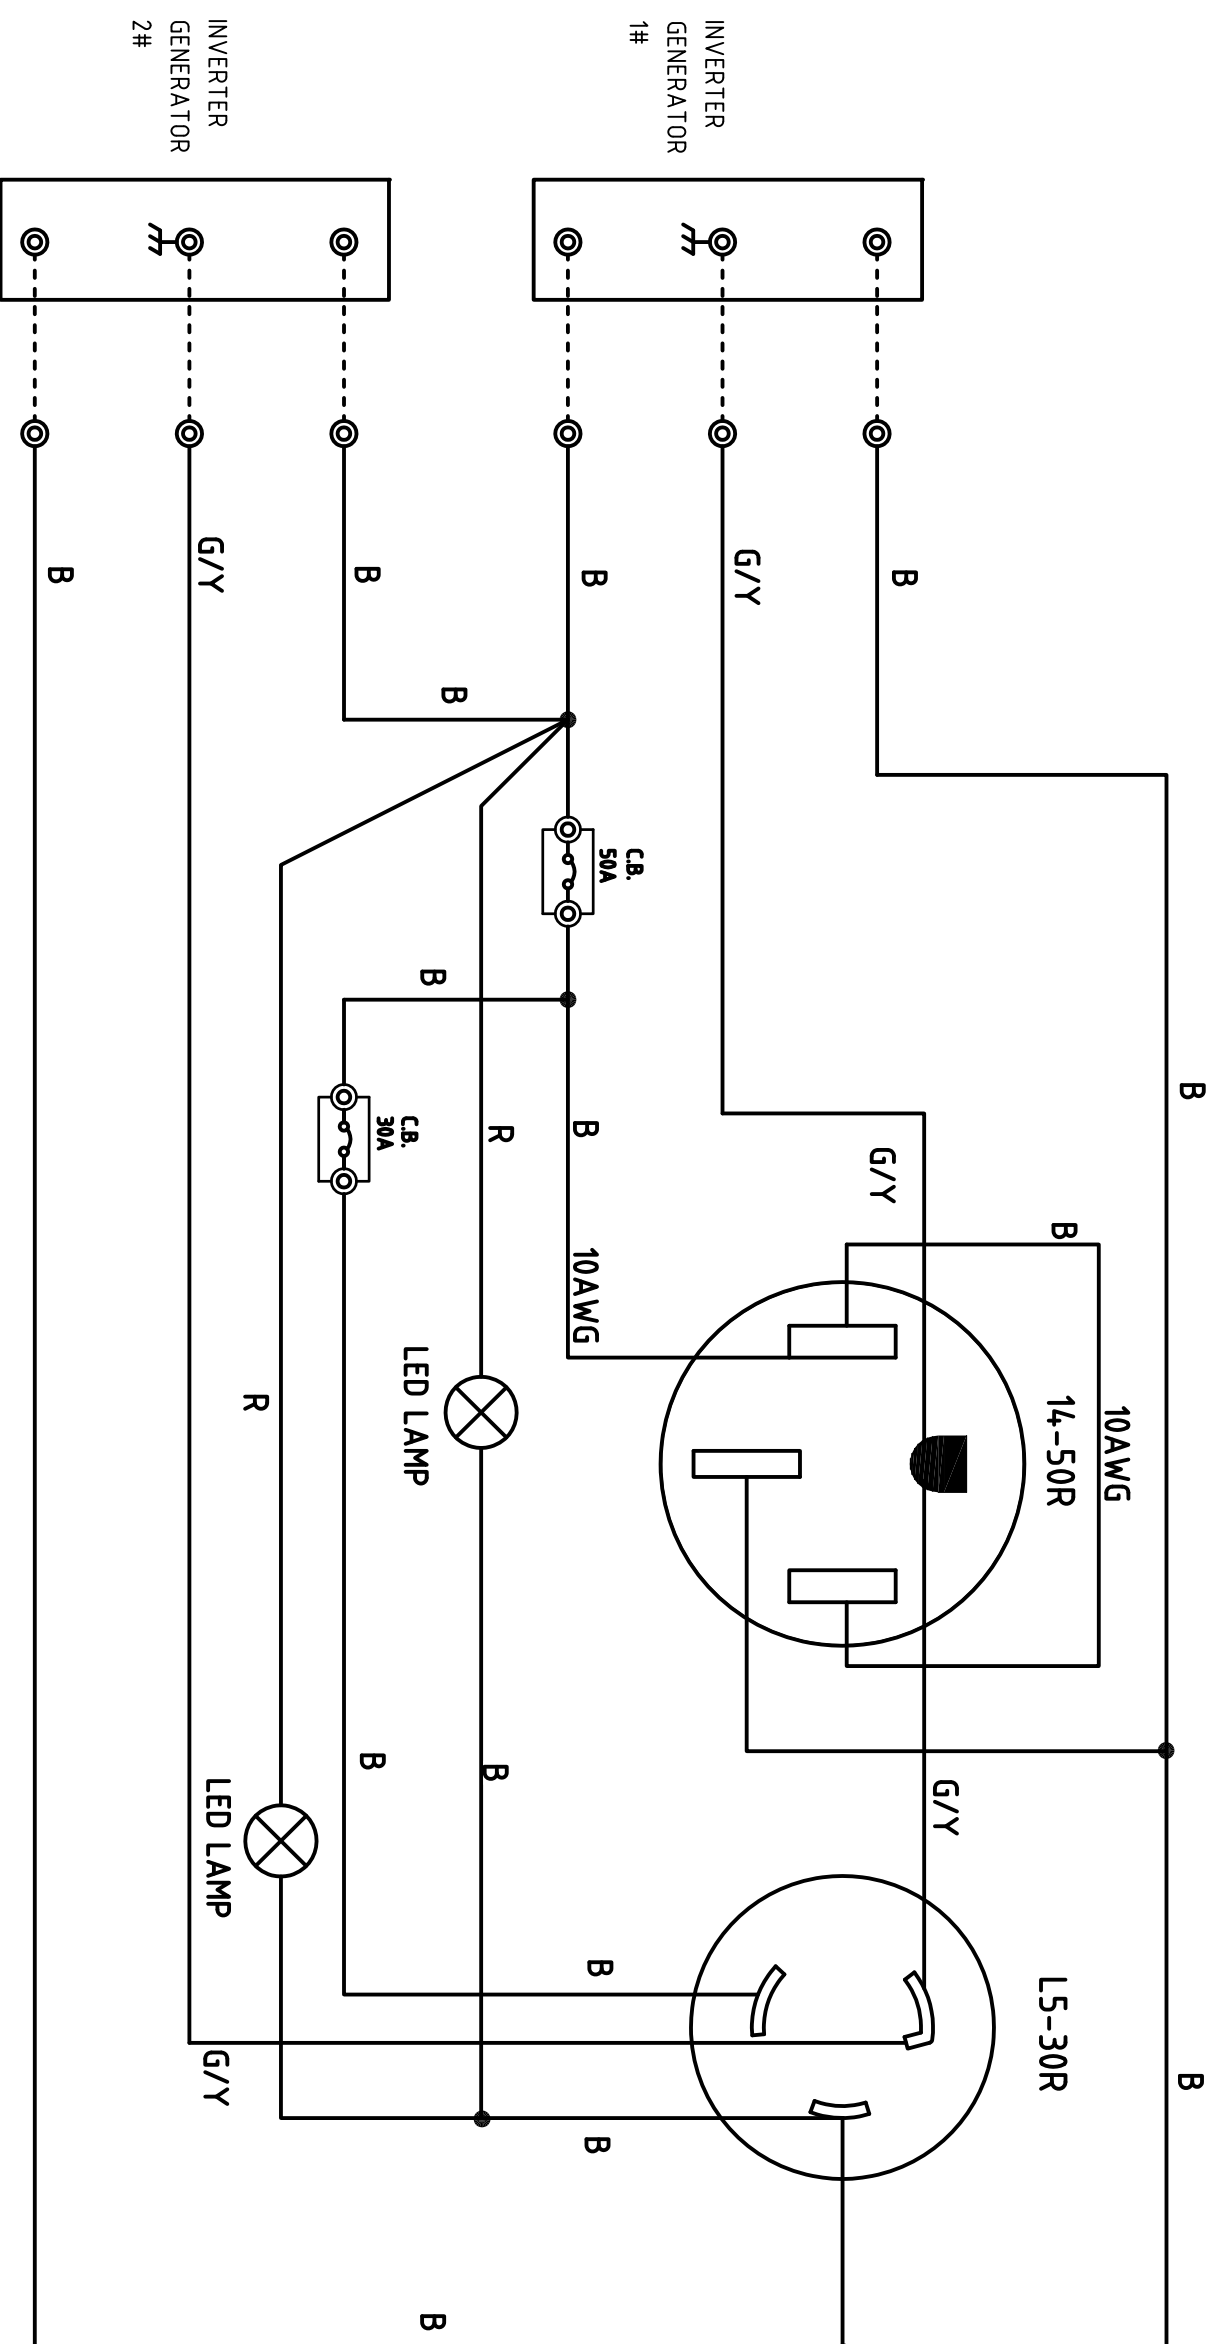 INVERTER
GENERATOR
1#
INVERTER
GENERATOR
2#
B
G/Y
B
B
G/Y
B
B
C.B.
50A
B
C.B.
30A
B
B
R
10AWG
G/Y
B
B
10AWG
14-50R
LED LAMP
R
B
B
G/Y
LED LAMP
B
L5-30R
G/Y
B
B
B